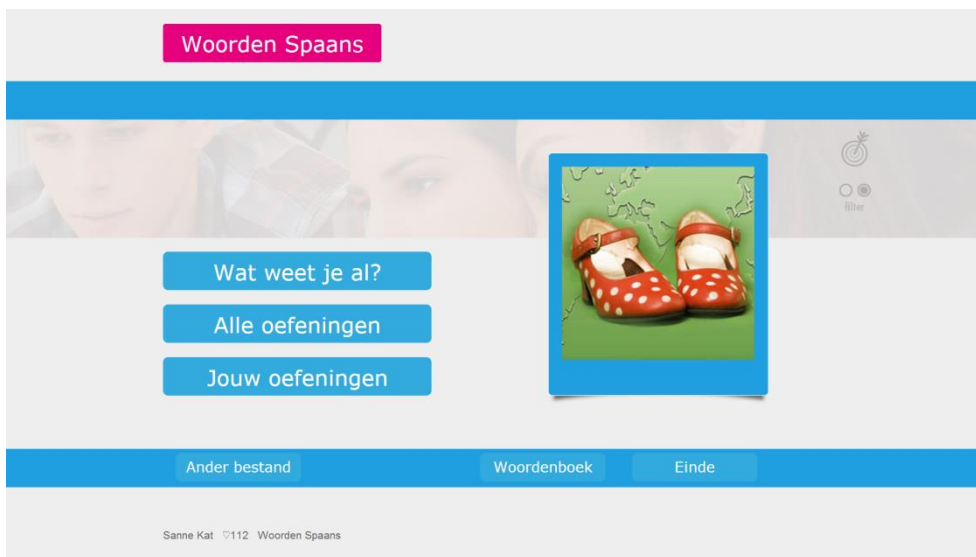 Woorden Spaans
filter
Wat weet je al?
Alle oefeningen
Jouw oefeningen
Ander bestand Woordenboek Einde
Sanne Kat ♡112 Woorden Spaans